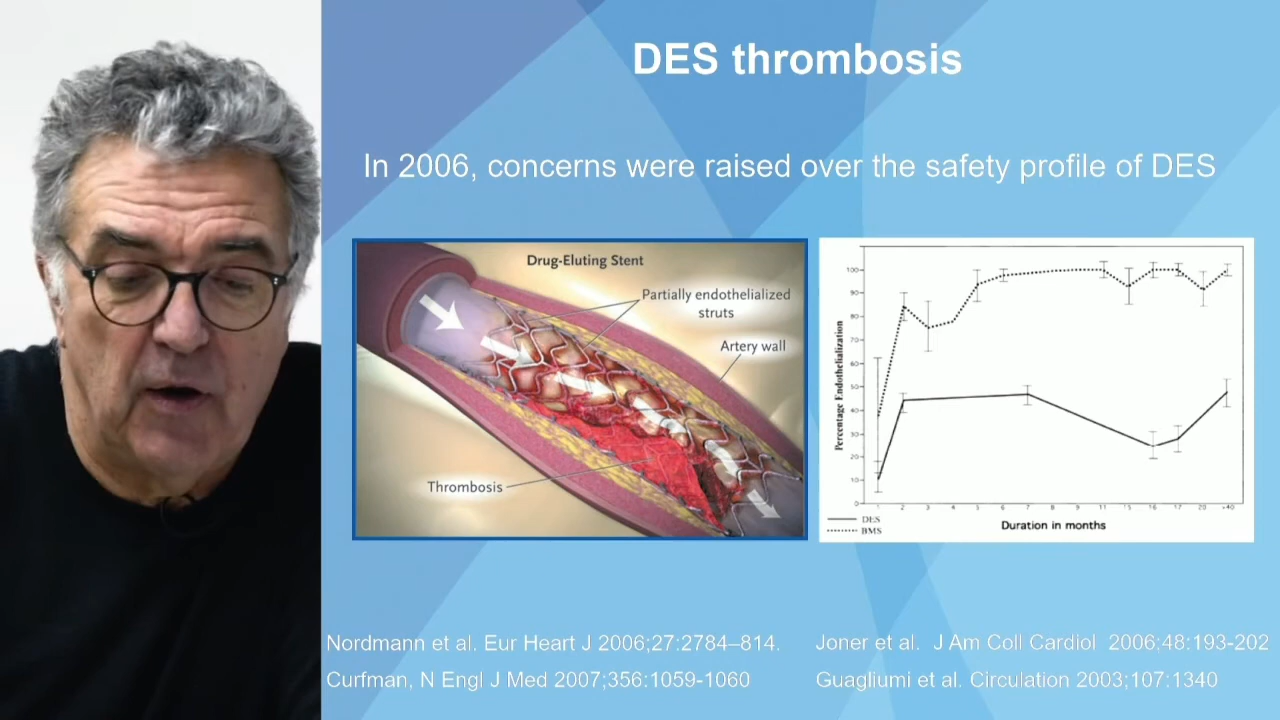 DES thrombosis
In 2006, concerns were raised over the safety profile of DES
Drug-Eluting Stent
Partially endothelialized
struts
Artery wall
Thrombosis
Percentage Endothelialization
100
90
80
70
60
50
40
30
20
10
0
1 2 3 4 5 6 7 8 9 11 15 16 17 20 >40
Duration in months
DES
BMS
Nordmann et al. Eur Heart J 2006;27:2784–814.
Curfman, N Engl J Med 2007;356:1059-1060
Joner et al. J Am Coll Cardiol 2006;48:193-202
Guagliumi et al. Circulation 2003;107:1340